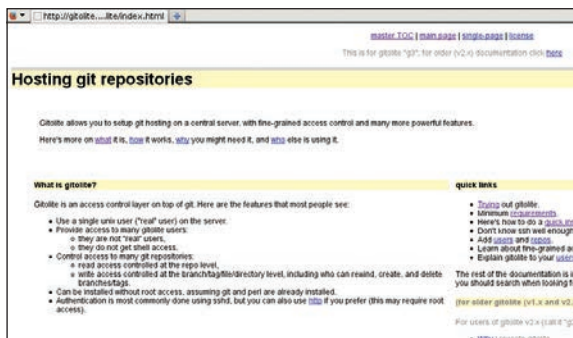 http://gitolite....lite/index.html
master TOC | main page | single-page | license
This is for gitolite "g3"; for older (v2.x) documentation click here
Hosting git repositories
Gitolite allows you to setup git hosting on a central server, with fine-grained access control and many more powerful features.
Here's more on what it is, how it works, why you might need it, and who else is using it.
What is gitolite?
Gitolite is an access control layer on top of git. Here are the features that most people see:
Use a single unix user ("real" user) on the server.
Provide access to many gitolite users:
they are not "real" users,
they do not get shell access.
Control access to many git repositories:
read access controlled at the repo level,
write access controlled at the branch/tag/file/directory level, including who can rewind, create, and delete
branches/tags.
Can be installed without root access, assuming git and perl are already installed.
Authentication is most commonly done using sshd, but you can also use http if you prefer (this may require root
access).
quick links
Trying out gitolite.
Minimum requirements.
Here's how to do a quick
Don't know ssh well enough
Add users and repos.
Learn about fine-grained
Explain gitolite to your
The rest of the documentation is
you should search when looking
(for older gitolite (v1.x and v2.
For users of gitolite v2.x (call it